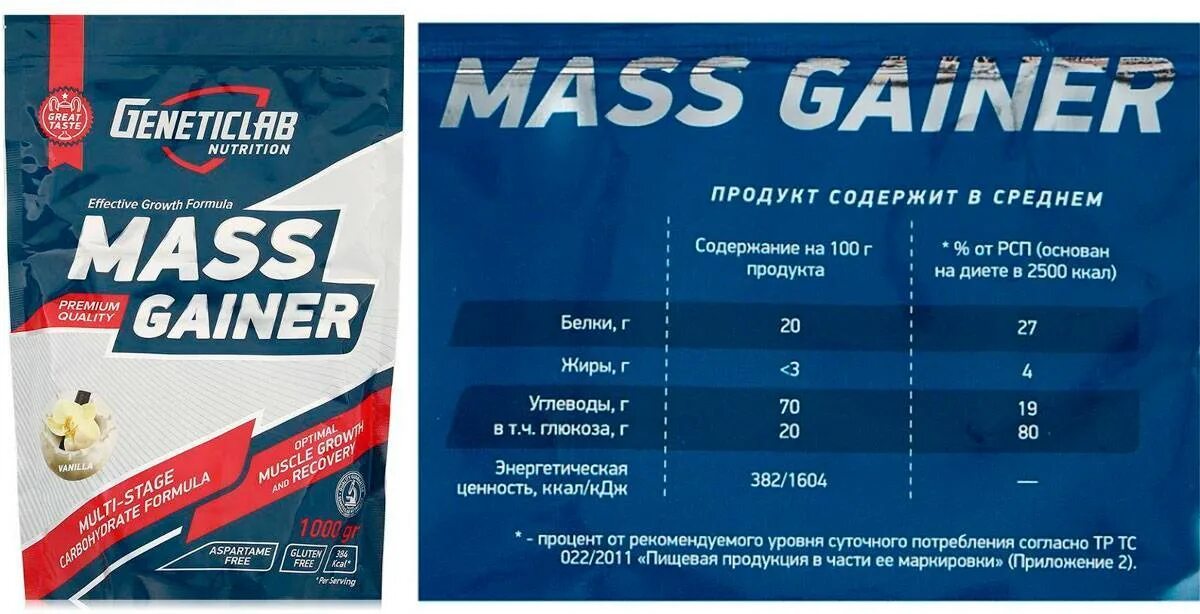 GREAT
TASTE
GENETICLAB
NUTRITION
Effective Growth Formula
MASS
GAINER
PREMIUM
QUALITY
VANILLA
MULTI-STAGE
CARBOHYDRATE FORMULA
OPTIMAL
MUSCLE GROWTH
AND RECOVERY
1000 gr
ASPARTAME
FREE
GLUTEN
FREE
384
Kcal*
*Per Serving
MASS GAINER
ПРОДУКТ СОДЕРЖИТ В СРЕДНЕМ
Содержание на 100 г
продукта
* % от РСП (основан
на диете в 2500 ккал)
Белки, г 20 27
Жиры, г <3 4
Углеводы, г 70 19
в т.ч. глюкоза, г 20 80
Энергетическая
ценность, ккал/кДж 382/1604 —
* - процент от рекомендуемого уровня суточного потребления согласно ТР ТС
022/2011 «Пищевая продукция в части ее маркировки» (Приложение 2).